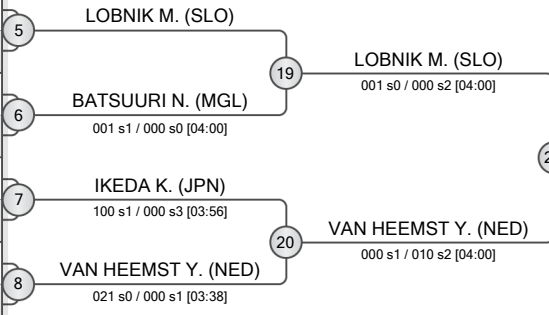 LOBNIK M. (SLO)
5
19
LOBNIK M. (SLO)
001 s0 / 000 s2 [04:00]
BATSUURI N. (MGL)
6
001 s1 / 000 s0 [04:00]
IKEDA K. (JPN)
7
100 s1 / 000 s3 [03:56]
20
VAN HEEMST Y. (NED)
000 s1 / 010 s2 [04:00]
VAN HEEMST Y. (NED)
8
021 s0 / 000 s1 [03:38]